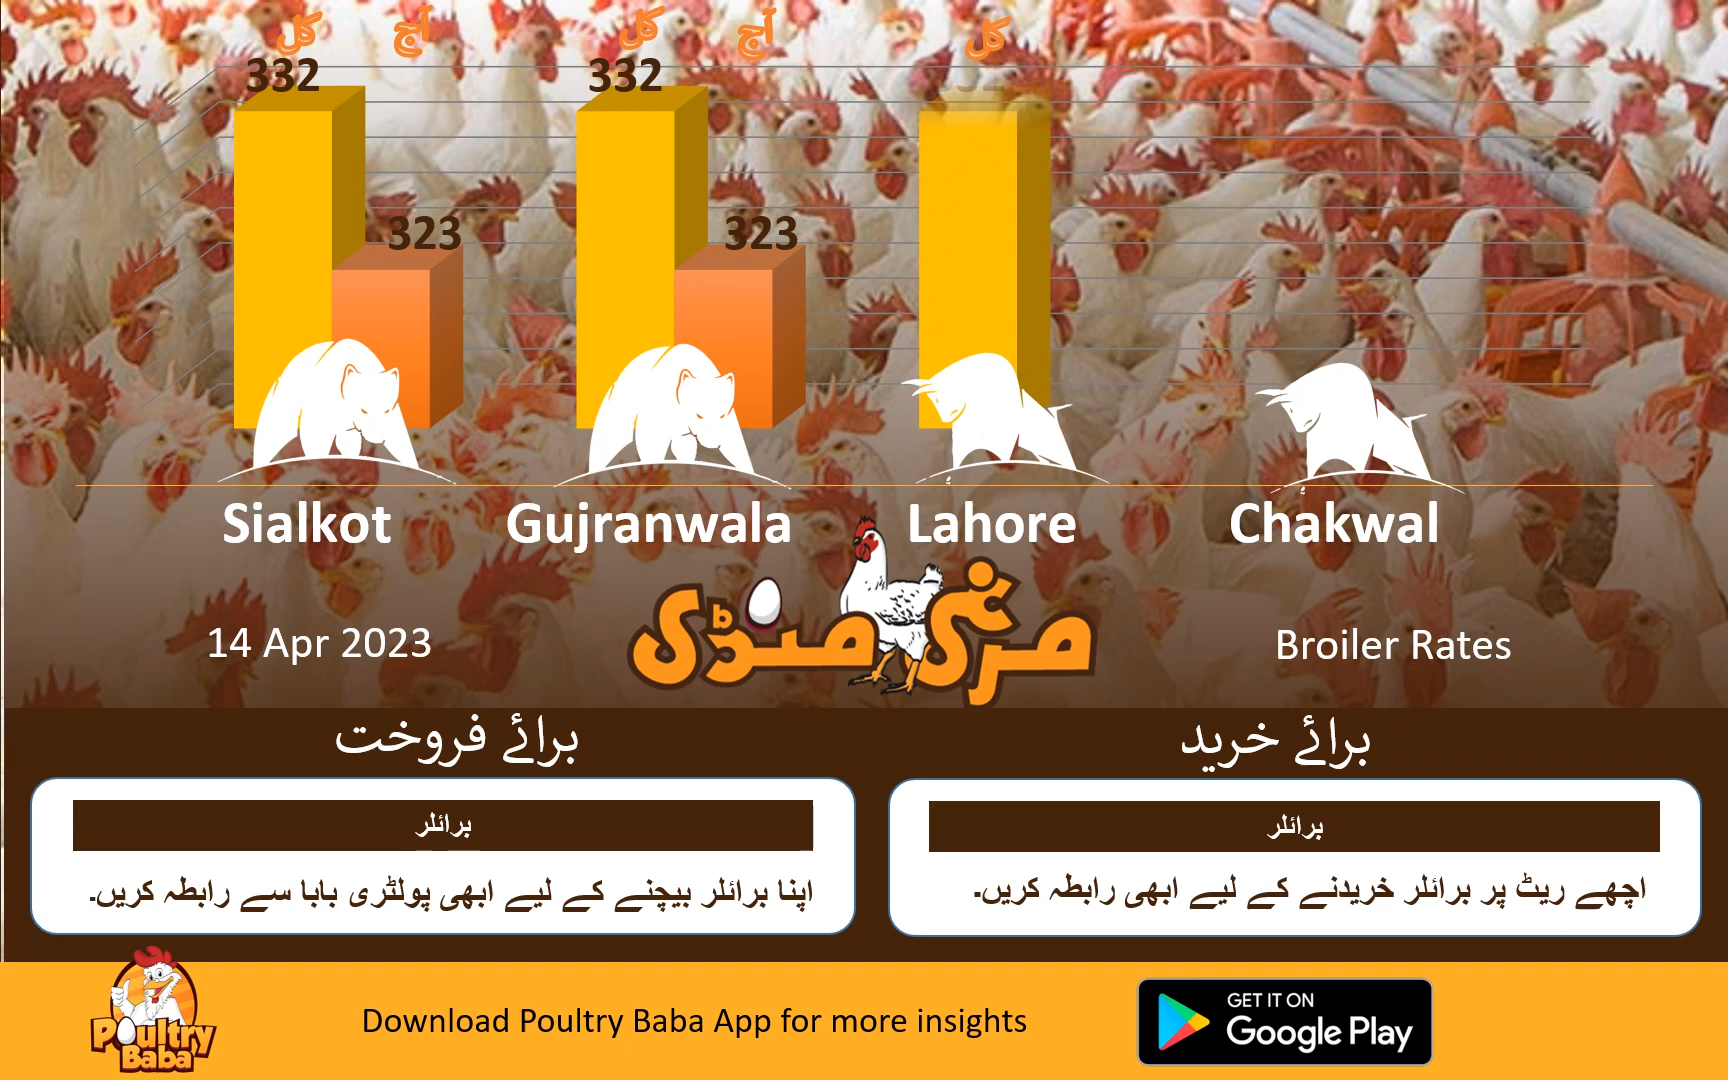 کل آج کل آج کل
332 332
323 323
Sialkot Gujranwala Lahore Chakwal
14 Apr 2023
مرغی منڈی
Broiler Rates
برائے فروخت
برائے خرید
برائلر
برائلر
اپنا برائلر بیچنے کے لیے ابھی پولٹری بابا سے رابطہ کریں۔
اچھے ریٹ پر برائلر خریدنے کے لیے ابھی رابطہ کریں۔
Poultry
Baba
Download Poultry Baba App for more insights
GET IT ON
Google Play